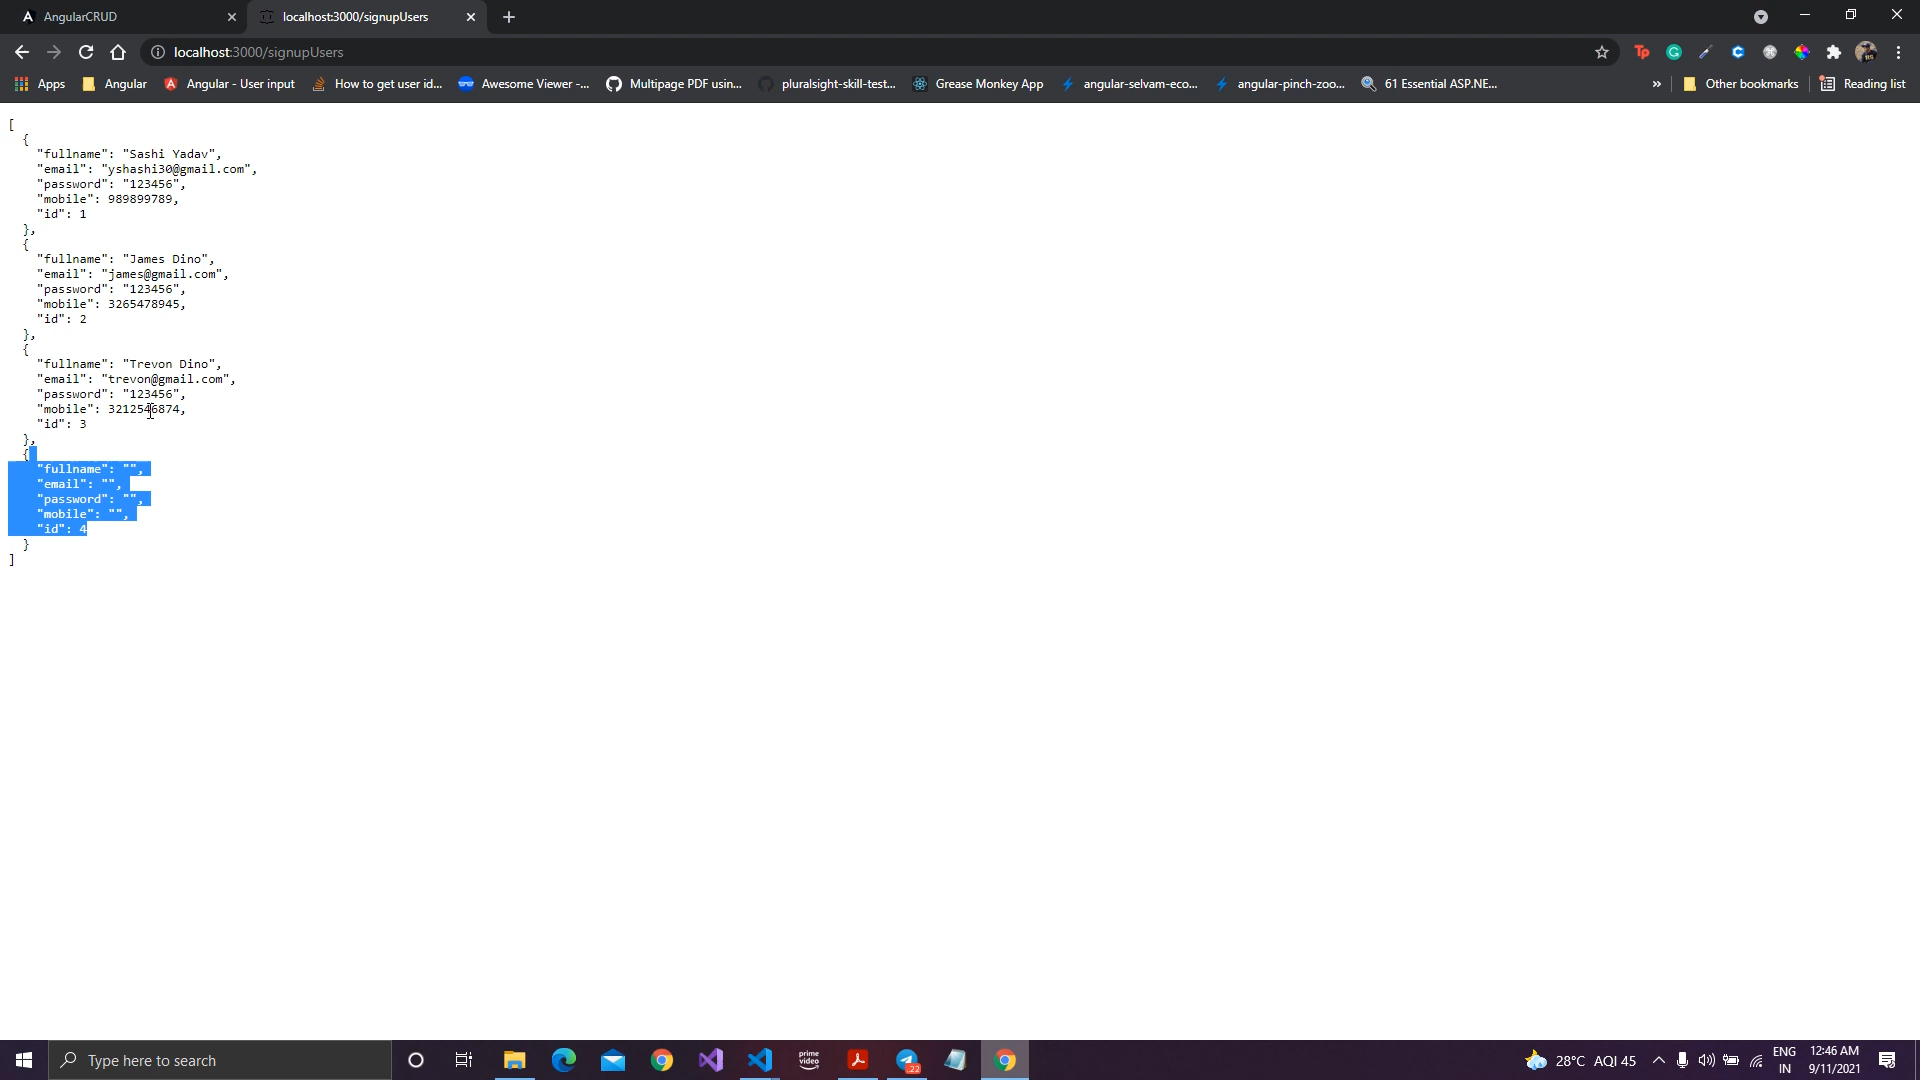 AngularCRUD
localhost:3000/signupUsers
localhost:3000/signupUsers
Apps
Angular
Angular - User input
How to get user id...
Awesome Viewer -...
Multipage PDF usin...
pluralsight-skill-test...
Grease Monkey App
angular-selvam-eco...
angular-pinch-zoo...
61 Essential ASP.NE...
»
Other bookmarks
Reading list
[
{
"fullname": "Sashi Yadav",
"email": "yshashi30@gmail.com",
"password": "123456",
"mobile": 989899789,
"id": 1
},
{
"fullname": "James Dino",
"email": "james@gmail.com",
"password": "123456",
"mobile": 3265478945,
"id": 2
},
{
"fullname": "Trevon Dino",
"email": "trevon@gmail.com",
"password": "123456",
"mobile": 3212546874,
"id": 3
},
{
"fullname": "",
"email": "",
"password": "",
"mobile": "",
"id": 4
}
]
Type here to search
prime
video
22
28°C AQI 45
ENG
IN
12:46 AM
9/11/2021